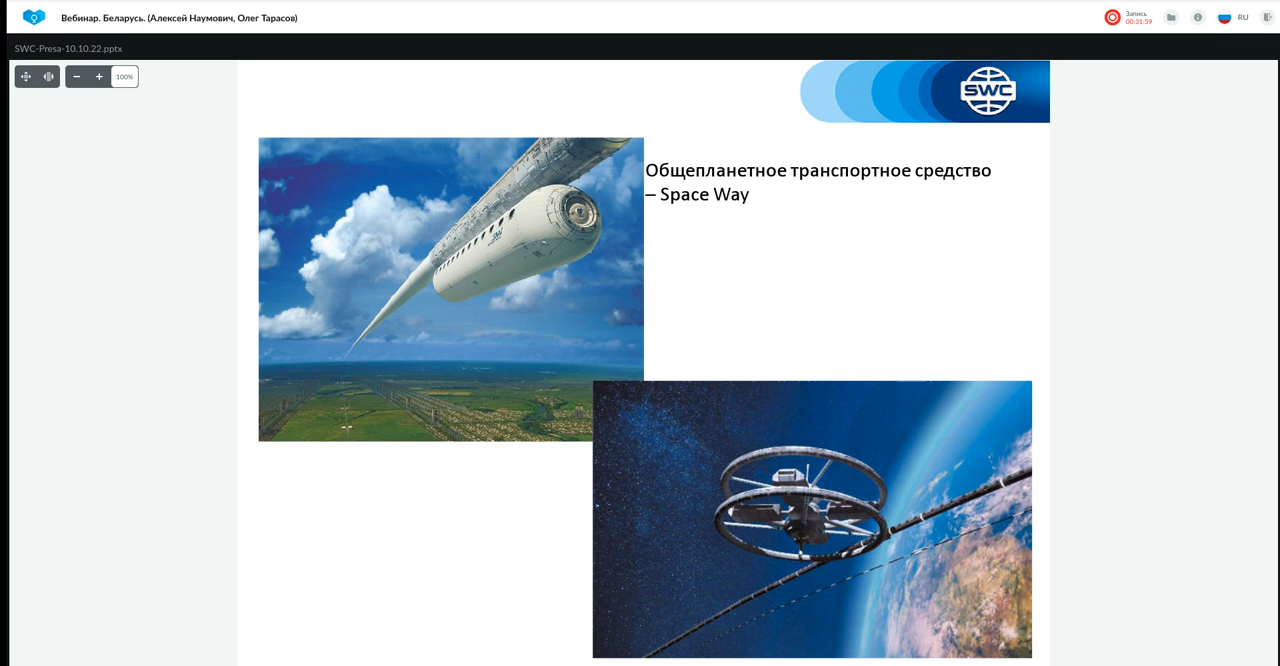 Вебинар. Беларусь. (Алексей Наумович, Олег Тарасов)
Запись
00:31:59
RU
SWC-Presa-10.10.22.pptx
100%
SWC
Общепланетное транспортное средство
– Space Way